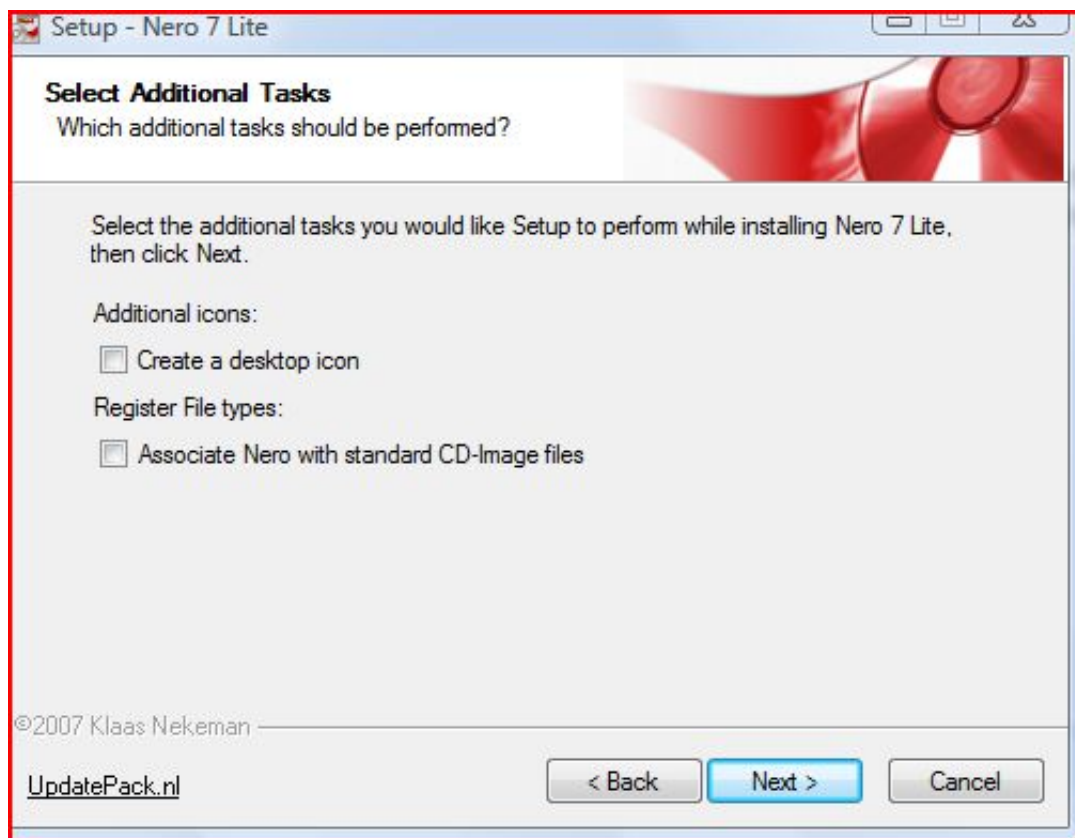 Setup - Nero 7 Lite
Select Additional Tasks
Which additional tasks should be performed?
Select the additional tasks you would like Setup to perform while installing Nero 7 Lite,
then click Next.
Additional icons:
Create a desktop icon
Register File types:
Associate Nero with standard CD-Image files
©2007 Klaas Nekeman
UpdatePack.nl
< Back
Next >
Cancel